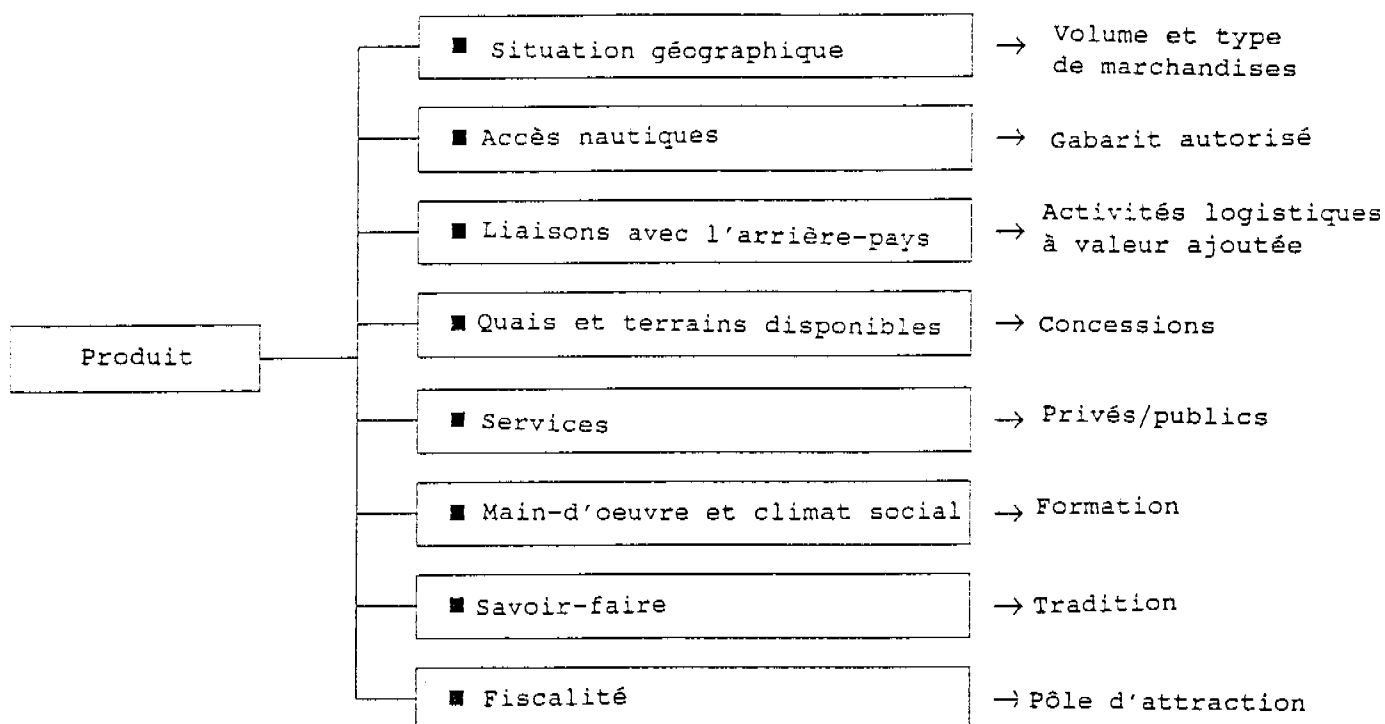 ■ Situation géographique → Volume et type
de marchandises
■ Accès nautiques → Gabarit autorisé
■ Liaisons avec l'arrière-pays → Activités logistiques
à valeur ajoutée
■ Quais et terrains disponibles → Concessions
Produit
■ Services → Privés/publics
■ Main-d'oeuvre et climat social → Formation
■ Savoir-faire → Tradition
■ Fiscalité → Pôle d'attraction